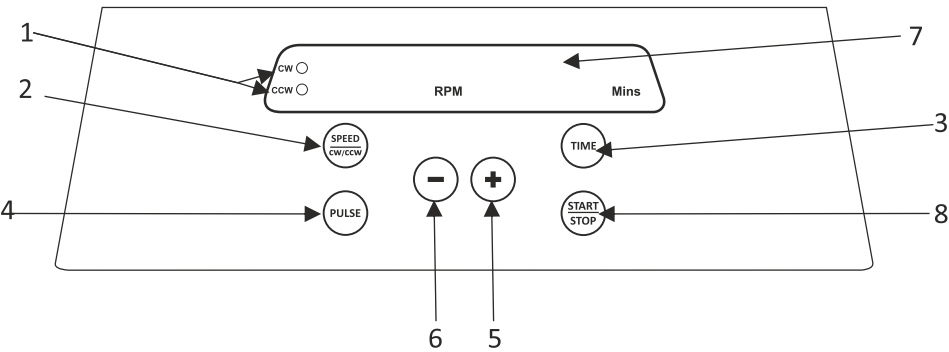 1
7
CW
CCW
RPM Mins
2
3
SPEED
CW/CCW
TIME
4
PULSE
START
STOP
8
6
5